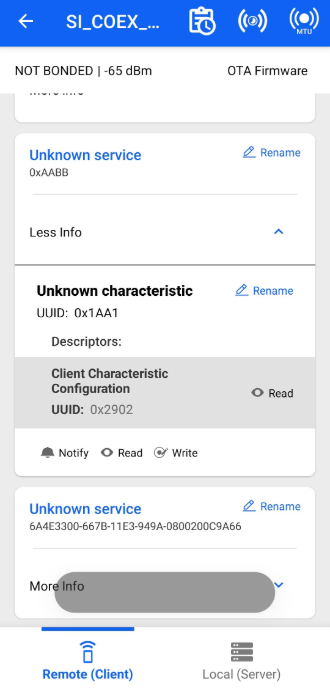 SI_COEX_...
MTU
NOT BONDED | -65 dBm
OTA Firmware
Unknown service
Rename
0xAABB
Less Info
Unknown characteristic
Rename
UUID: 0x1AA1
Descriptors:
Client Characteristic
Configuration
Read
UUID: 0x2902
Notify
Read
Write
Unknown service
Rename
6A4E3300-667B-11E3-949A-0800200C9A66
More Info
Remote (Client)
Local (Server)